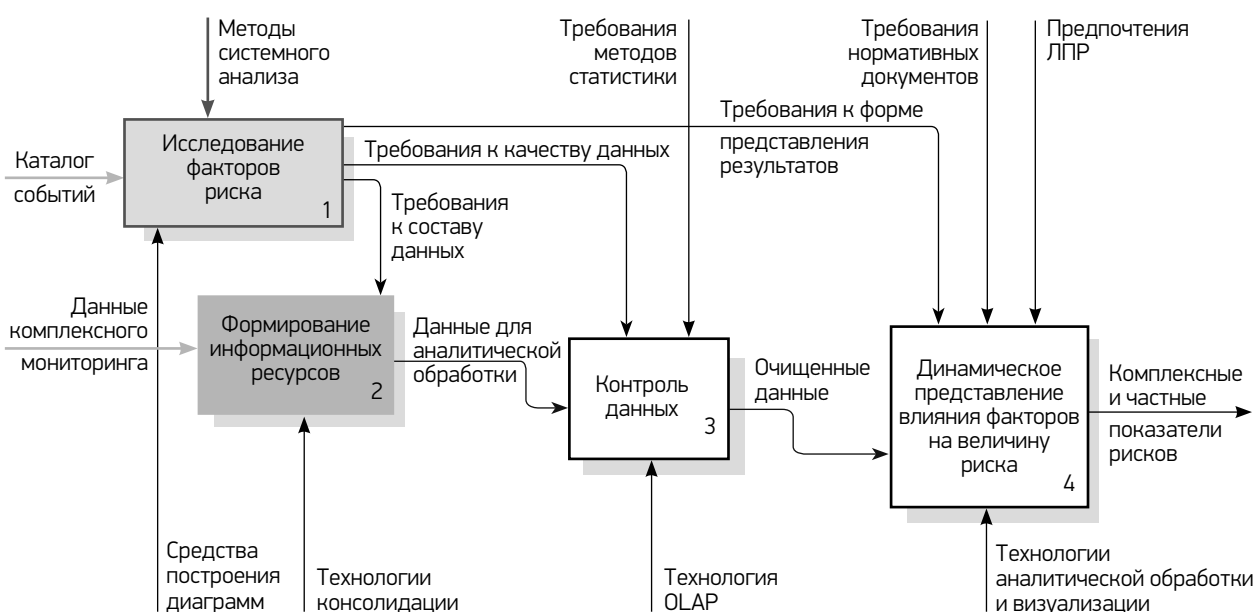 Методы
системного
анализа
Требования
методов
статистики
Требования
нормативных
документов
Предпочтения
ЛПР
Каталог
событий
Исследование
факторов
риска
1
Требования к форме
представления
результатов
Требования к качеству данных
Требования
к составу
данных
Данные
комплексного
мониторинга
Формирование
информационных
ресурсов
2
Данные для
аналитической
обработки
Контроль
данных
3
Очищенные
данные
Динамическое
представление
влияния факторов
на величину
риска
4
Комплексные
и частные
показатели
рисков
Средства
построения
диаграмм
Технологии
консолидации
Технология
OLAP
Технологии
аналитической обработки
и визуализации